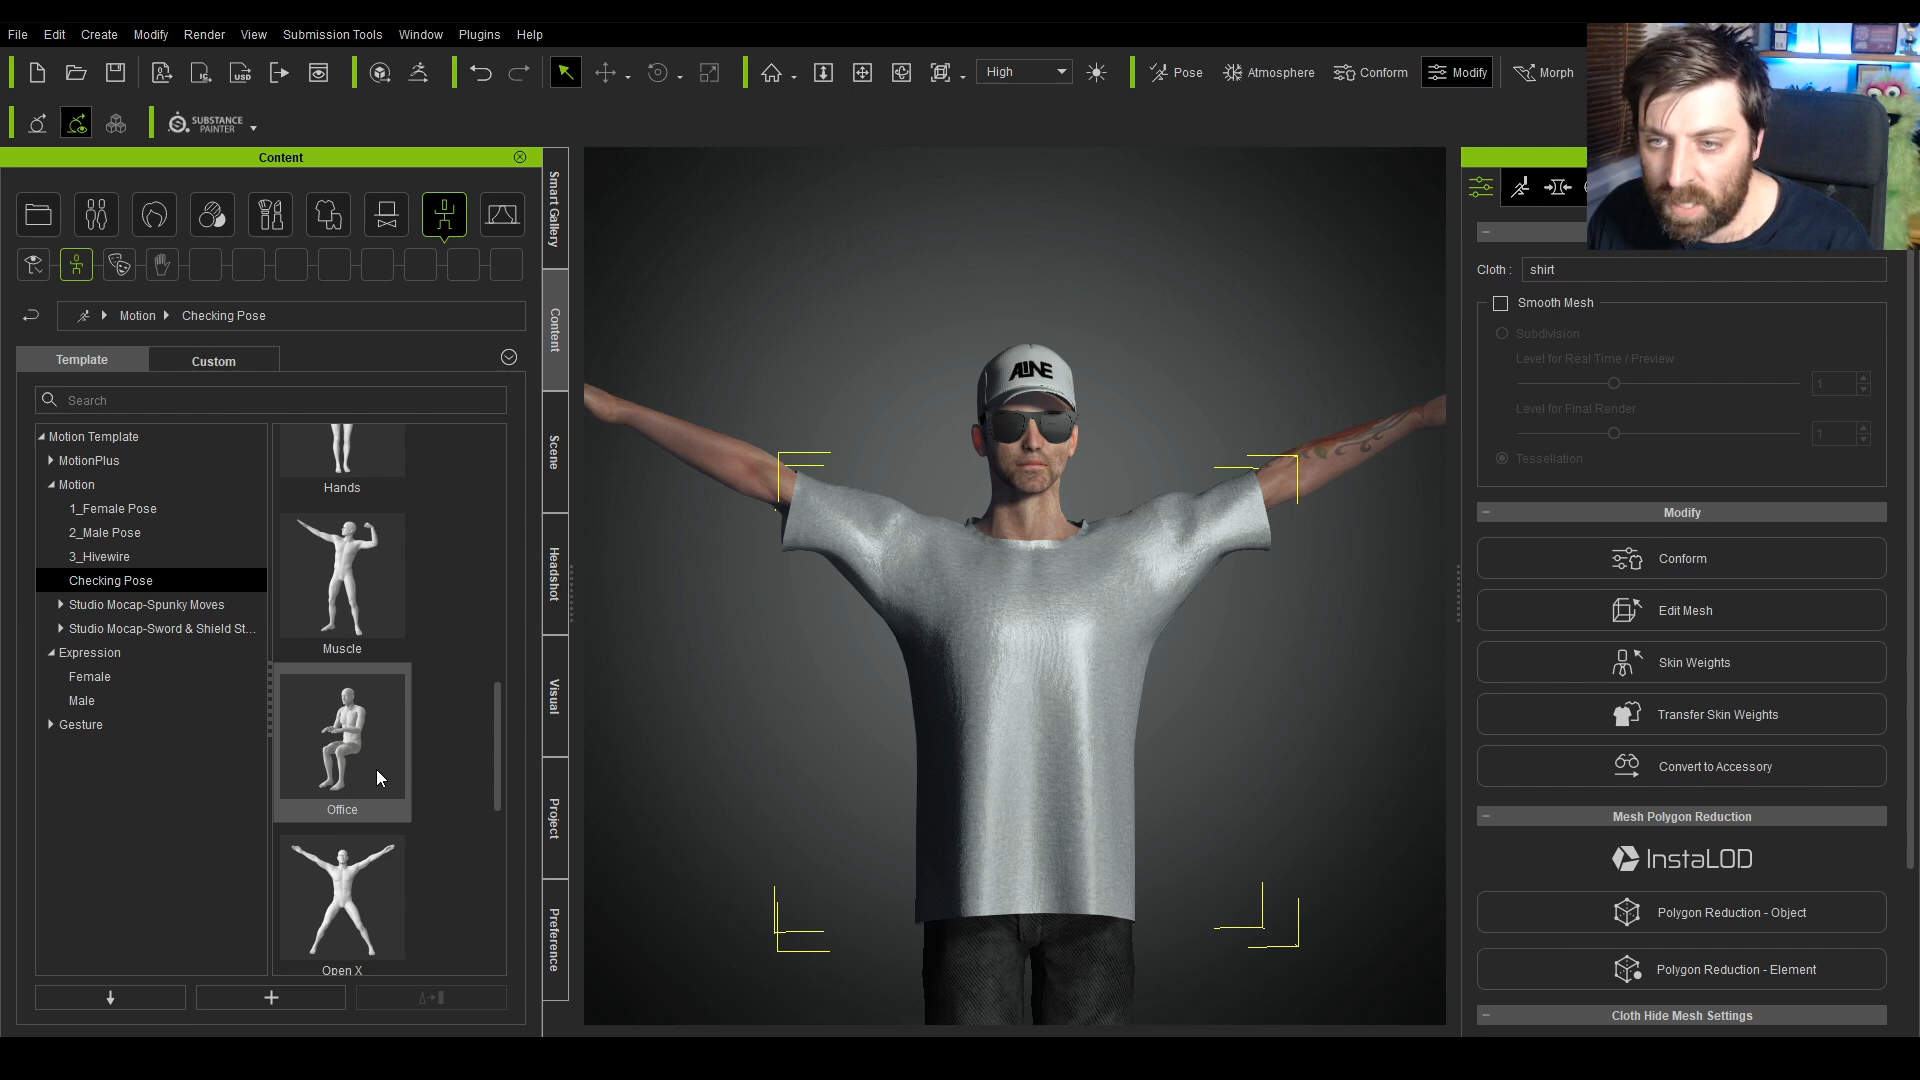 File Edit Create Modify Render View Submission Tools Window Plugins Help
High Pose Atmosphere Conform Modify Morph
SUBSTANCE
PAINTER
Content
Motion Checking Pose
Template Custom
Search
Motion Template
MotionPlus
Motion
1_Female Pose
2_Male Pose
3_Hivewire
Checking Pose
Studio Mocap-Spunky Moves
Studio Mocap-Sword & Shield St...
Expression
Female
Male
Gesture
Hands
Muscle
Office
Open X
Smart Gallery
Content
Scene
Headshot
Visual
Project
Preference
Cloth : shirt
Smooth Mesh
Subdivision
Level for Real Time / Preview
1
Level for Final Render
1
Tessellation
Modify
Conform
Edit Mesh
Skin Weights
Transfer Skin Weights
Convert to Accessory
Mesh Polygon Reduction
InstaLOD
Polygon Reduction - Object
Polygon Reduction - Element
Cloth Hide Mesh Settings